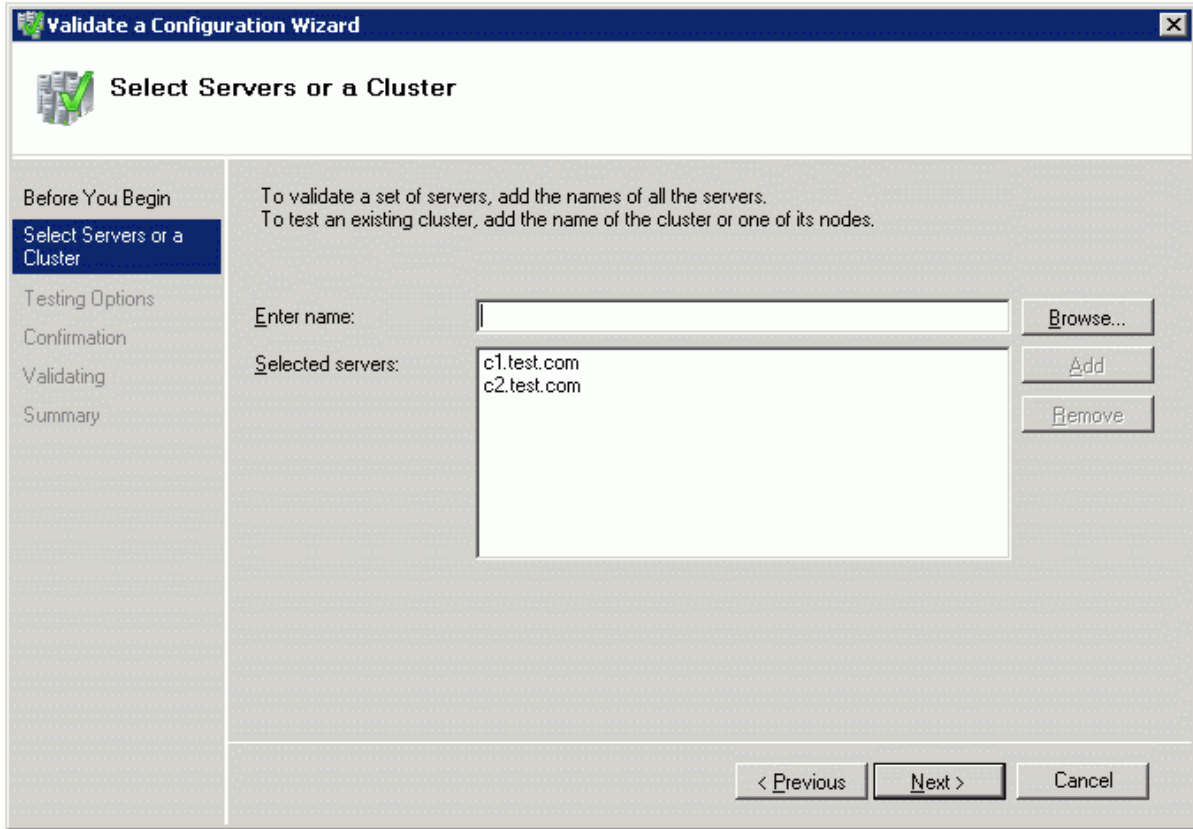 Validate a Configuration Wizard
Select Servers or a Cluster
Before You Begin
Select Servers or a
Cluster
Testing Options
Confirmation
Validating
Summary
To validate a set of servers, add the names of all the servers.
To test an existing cluster, add the name of the cluster or one of its nodes.
Enter name:
Browse...
Selected servers:
c1.test.com
c2.test.com
Add
Remove
< Previous
Next >
Cancel